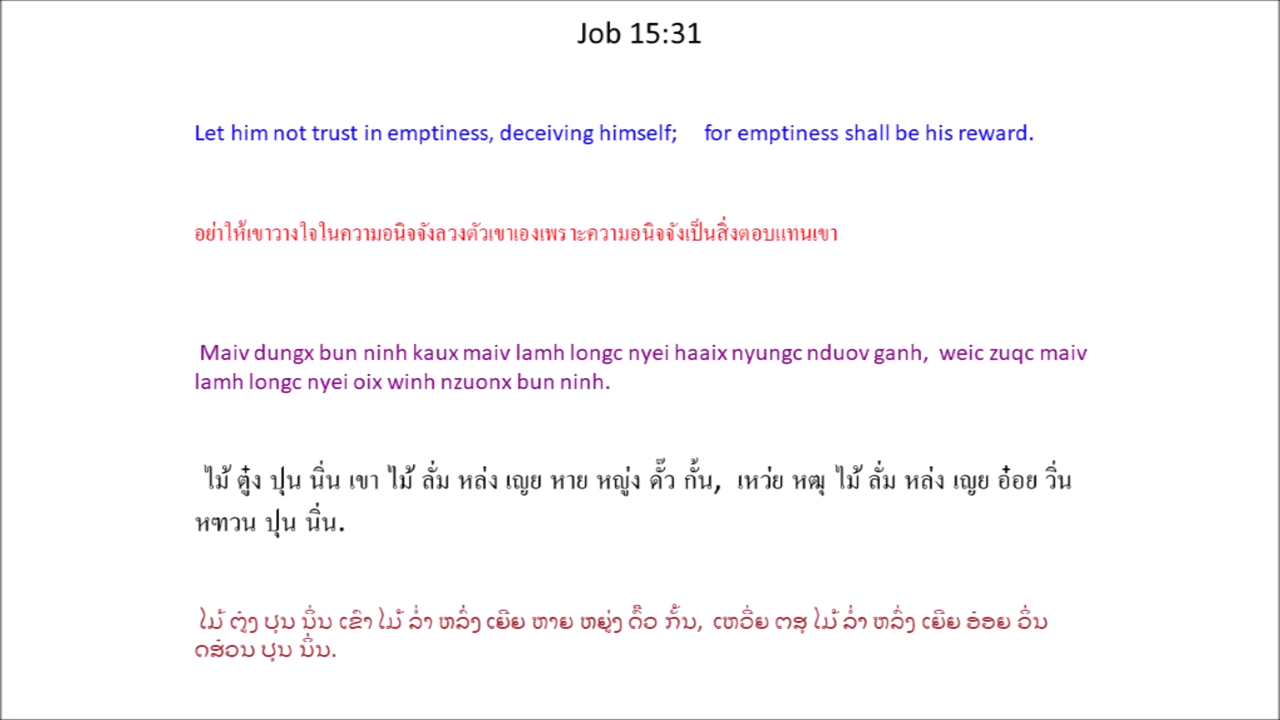 Job 15:31
Let him not trust in emptiness, deceiving himself; for emptiness shall be his reward.
อย่าให้เขาวางใจในความอนิจจังลวงตัวเขาเองเพราะความอนิจจังเป็นสิ่งตอบแทนเขา
Maiv dungx bun ninh kaux maiv lamh longc nyei haaix nyungc nduov ganh, weic zuqc maiv
lamh longc nyei oix winh nzuonx bun ninh.
ไม้ ตู๋ง ปุน นิ่น เขา ไม้ ลั่ม หล่ง เญย หาย หญู่ง ดั๊ว กั้น, เหว่ย หฒุ ไม้ ลั่ม หล่ง เญย อ๋อย วิ่น
หฑวน ปุน นิ่น.
ໄມ້ ຕູ໋ງ ປຸນ ນິ່ນ ເຂົາ ໄມ້ ລ່ຳ ຫລົ່ງ ເຍີຍ ຫາຍ ຫຍູ່ງ ດົ໊ວ ກັ້ນ, ເຫວີ່ຍ ຕສຸ ໄມ້ ລ່ຳ ຫລົ່ງ ເຍີຍ ອ໋ອຍ ວິ່ນ
ດສ໋ວນ ປຸນ ນິ່ນ.